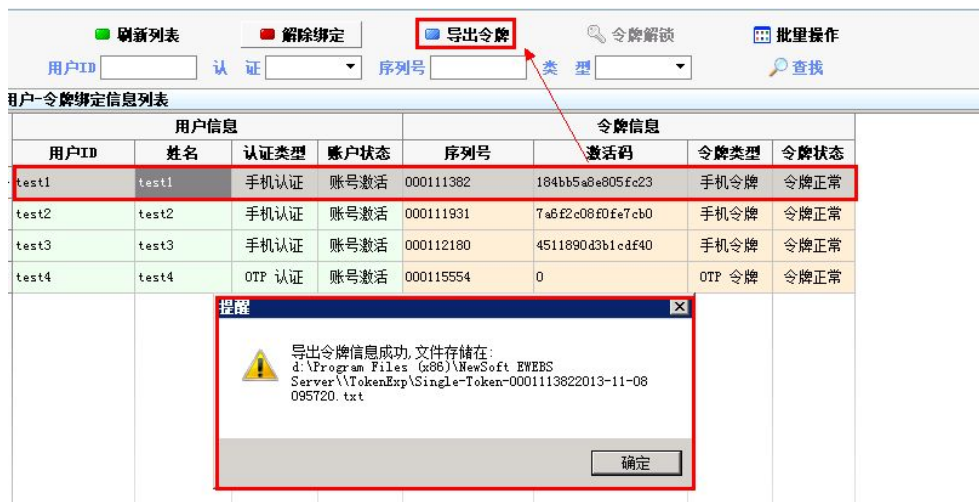 刷新列表 解除绑定 导出令牌 令牌解锁 批量操作
用户ID 认 证 序列号 类 型 查找
用户-令牌绑定信息列表
用户信息 令牌信息
用户ID 姓名 认证类型 账户状态 序列号 激活码 令牌类型 令牌状态
test1 test1 手机认证 账号激活 000111382 184bb5a8e805fc23 手机令牌 令牌正常
test2 test2 手机认证 账号激活 000111931 7a6f2c08f0fe7cb0 手机令牌 令牌正常
test3 test3 手机认证 账号激活 000112180 4511890d3b1cdf40 手机令牌 令牌正常
test4 test4 OTP 认证 账号激活 000115554 0 OTP 令牌 令牌正常
提醒
导出令牌信息成功,文件存储在:
d:\Program Files (x86)\NewSoft EWEBS
Server\\TokenExp\Single-Token-0001113822013-11-08
095720.txt
确定